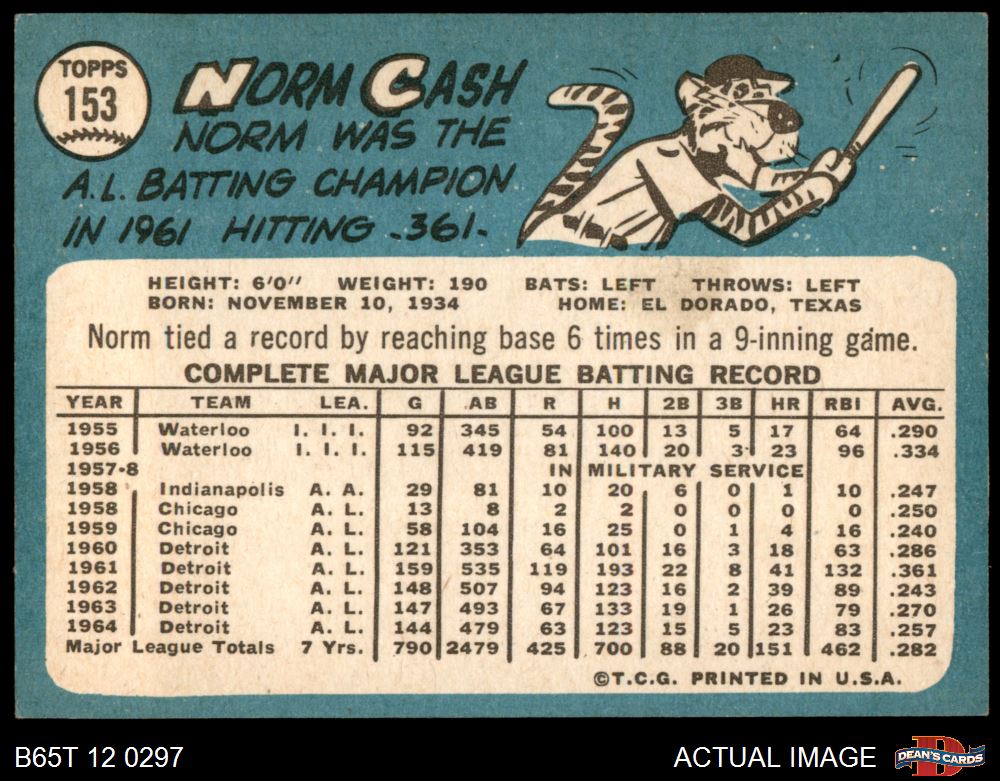 TOPPS
153
NORM CASH
NORM WAS THE
A.L. BATTING CHAMPION
IN 1961 HITTING .361.
HEIGHT: 6'0" WEIGHT: 190 BATS: LEFT THROWS: LEFT
BORN: NOVEMBER 10, 1934 HOME: EL DORADO, TEXAS
Norm tied a record by reaching base 6 times in a 9-inning game.
COMPLETE MAJOR LEAGUE BATTING RECORD
YEAR TEAM LEA. G AB R H 2B 3B HR RBI AVG.
1955 Waterloo I. I. I. 92 345 54 100 13 5 17 64 .290
1956 Waterloo I. I. I. 115 419 81 140 20 3 23 96 .334
1957-8 IN MILITARY SERVICE
1958 Indianapolis A. A. 29 81 10 20 6 0 1 10 .247
1958 Chicago A. L. 13 8 2 2 0 0 0 0 .250
1959 Chicago A. L. 58 104 16 25 0 1 4 16 .240
1960 Detroit A. L. 121 353 64 101 16 3 18 63 .286
1961 Detroit A. L. 159 535 119 193 22 8 41 132 .361
1962 Detroit A. L. 148 507 94 123 16 2 39 89 .243
1963 Detroit A. L. 147 493 67 133 19 1 26 79 .270
1964 Detroit A. L. 144 479 63 123 15 5 23 83 .257
Major League Totals 7 Yrs. 790 2479 425 700 88 20 151 462 .282
©T.C.G. PRINTED IN U.S.A.
B65T 12 0297 ACTUAL IMAGE DEAN'S CARDS